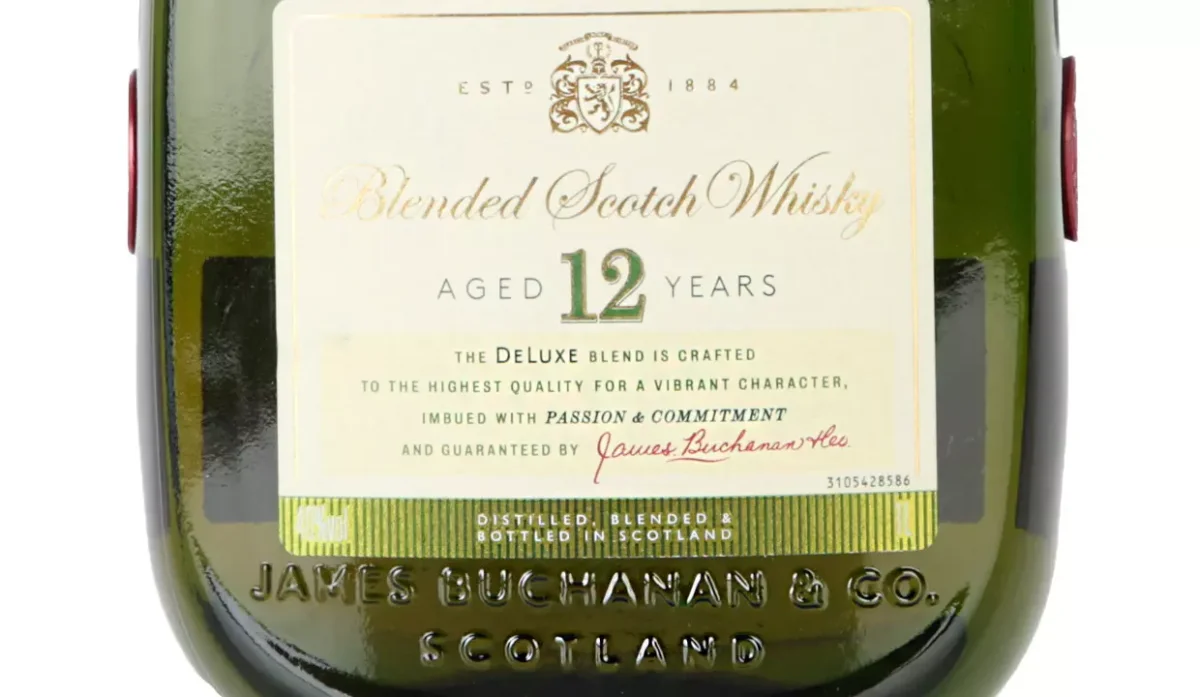 ESTD 1884
Blended Scotch Whisky
AGED 12 YEARS
THE DELUXE BLEND IS CRAFTED
TO THE HIGHEST QUALITY FOR A VIBRANT CHARACTER,
IMBUED WITH PASSION & COMMITMENT
AND GUARANTEED BY James Buchanan
3105428586
DISTILLED, BLENDED &
BOTTLED IN SCOTLAND
JAMES BUCHANAN & CO.
SCOTLAND